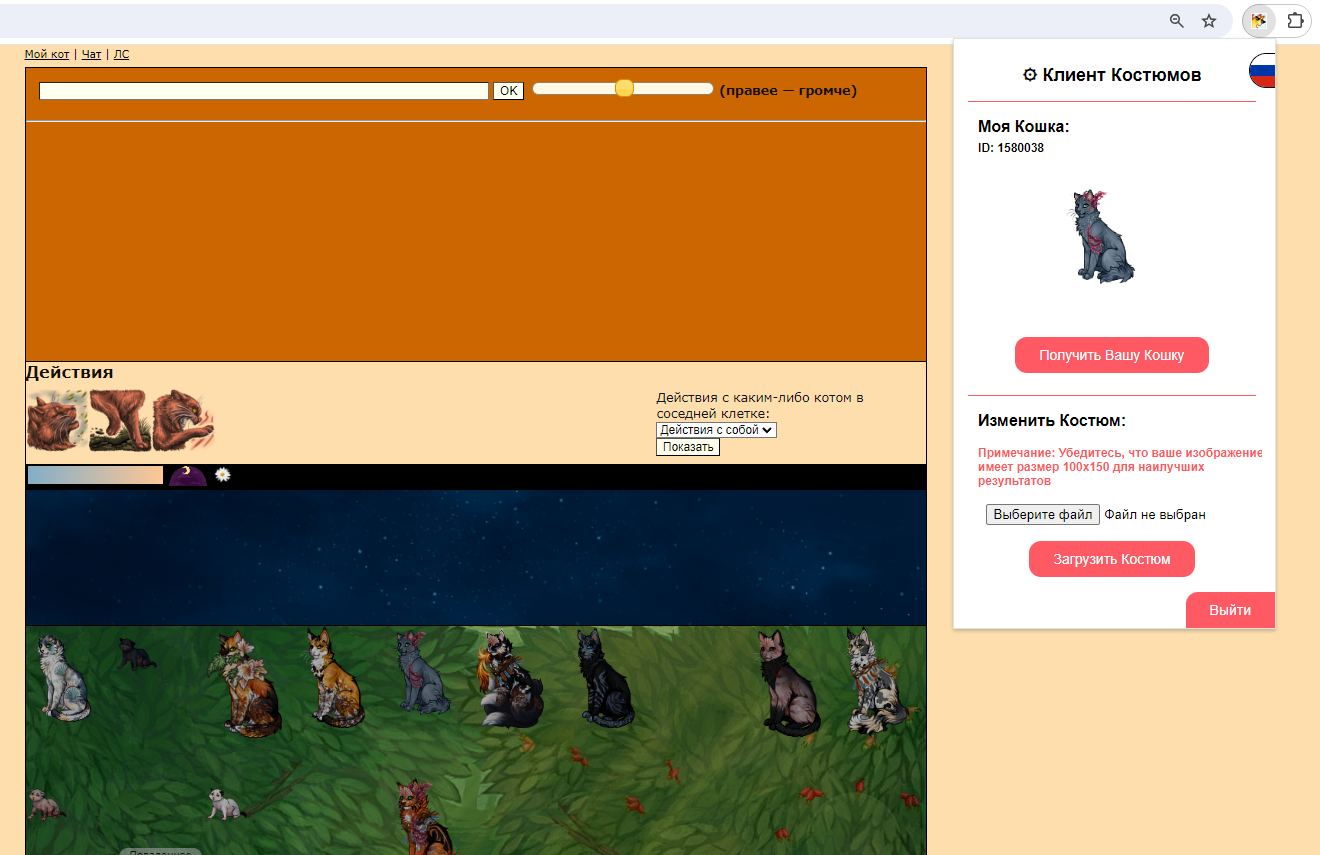 Мой кот | Чат | ЛС
OK
(правее — громче)
Действия
Действия с каким-либо котом в
соседней клетке:
Действия с собой
Показать
Клиент Костюмов
Моя Кошка:
ID: 1580038
Получить Вашу Кошку
Изменить Костюм:
Примечание: Убедитесь, что ваше изображение
имеет размер 100x150 для наилучших
результатов
Выберите файл Файл не выбран
Загрузить Костюм
Выйти